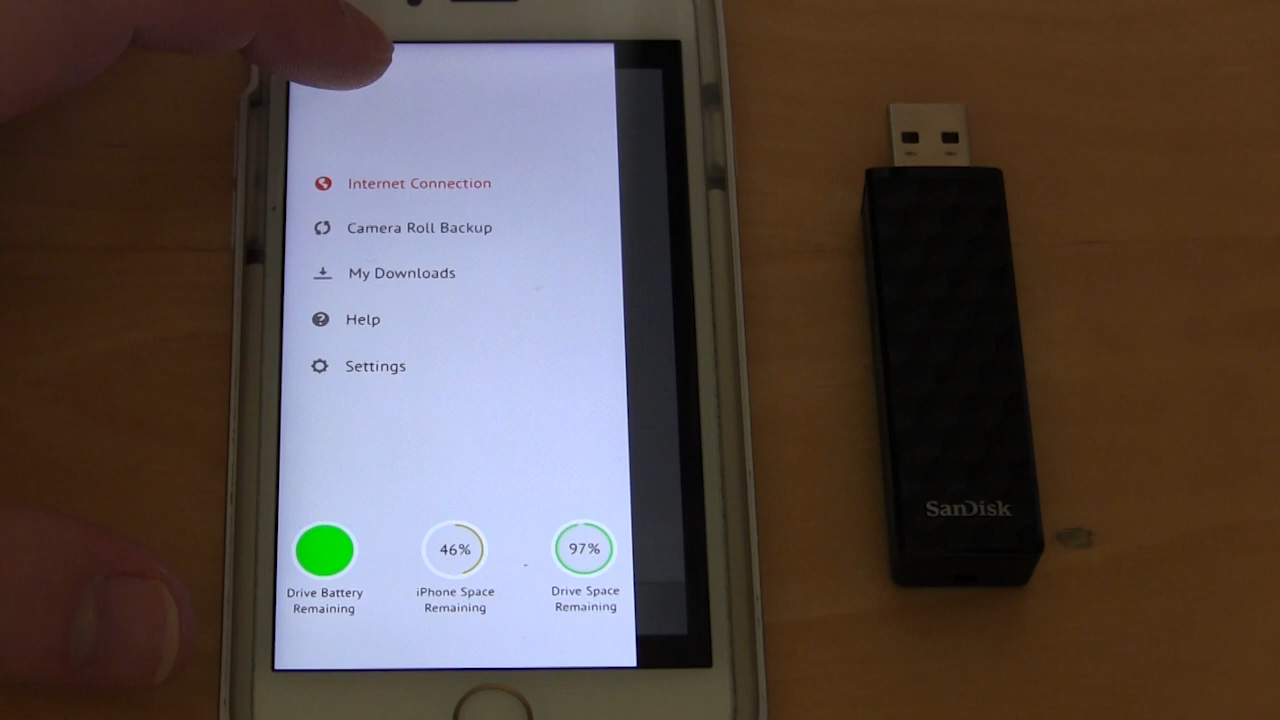 Internet Connection
Camera Roll Backup
My Downloads
Help
Settings
46%
97%
Drive Battery
Remaining
iPhone Space
Remaining
Drive Space
Remaining
SanDisk